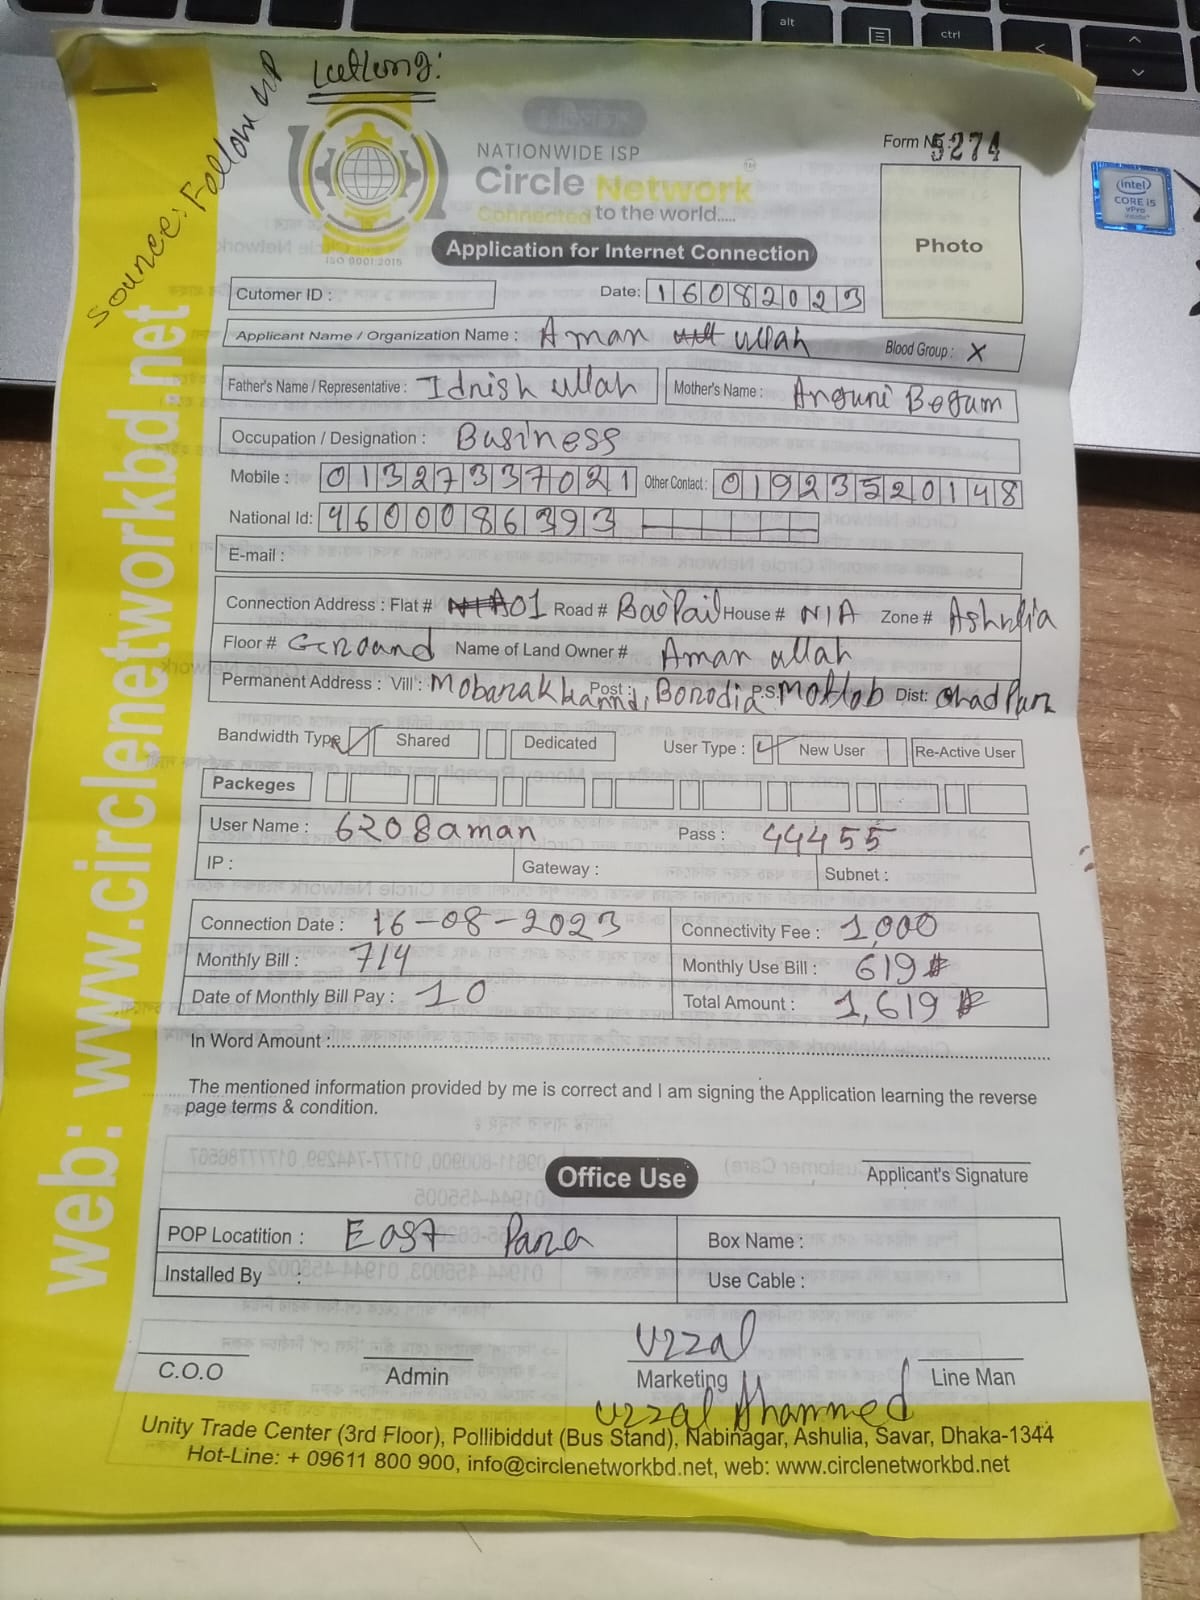 alt
ctrl
Source: Follow up
NATIONWIDE ISP
Circle Network
Connected to the world.....
ISO 9001:2015
Form No 5274
intel
CORE i5
vPro
Photo
Application for Internet Connection
Cutomer ID :
Date: 16082023
Applicant Name / Organization Name : Aman ullah Blood Group : X
Father's Name / Representative : Idrish ullah Mother's Name : Anguri Begum
Occupation / Designation : Business
Mobile : 01327337021 Other Contact : 01923520148
National Id: 9600086393
E-mail :
Connection Address : Flat # 01 Road # Baipail House # N/A Zone # Ashulia
Floor # Ground Name of Land Owner # Aman ullah
Permanent Address : Vill : Post : Borodia P.S. Motlob Dist: Chadpur
Bandwidth Type Shared Dedicated User Type : New User Re-Active User
Packeges
User Name : 6208aman Pass : 44455
IP : Gateway : Subnet :
Connection Date : 16-08-2023 Connectivity Fee : 1,000
Monthly Bill : 714 Monthly Use Bill : 619
Date of Monthly Bill Pay : 10 Total Amount : 1,619
In Word Amount :
The mentioned information provided by me is correct and I am signing the Application learning the reverse
page terms & condition.
Applicant's Signature
Office Use
POP Locatition : East Para Box Name :
Installed By : Use Cable :
Uzzal
C.O.O Admin Marketing Line Man
Uzzal Ahammed
Unity Trade Center (3rd Floor), Pollibiddut (Bus Stand), Nabinagar, Ashulia, Savar, Dhaka-1344
Hot-Line: + 09611 800 900, info@circlenetworkbd.net, web: www.circlenetworkbd.net
web: www.circlenetworkbd.net